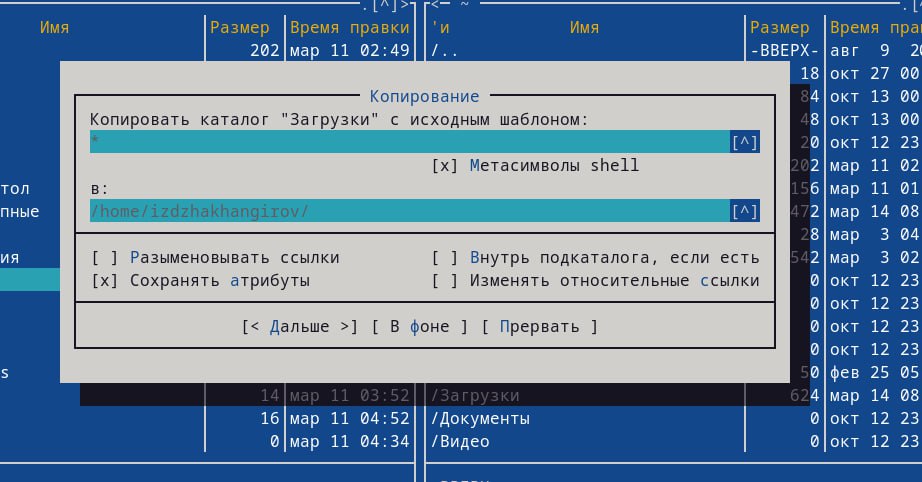 .[^]> <─ ~ .[^
Имя Размер Время правки 'и Имя Размер Время пра
202 мар 11 02:49 /.. -ВВЕРХ- авг 9 20
18 окт 27 00
Копирование 84 окт 13 00
Копировать каталог "Загрузки" с исходным шаблоном: 48 окт 13 00
* [^] 20 окт 12 23
[x] Метасимволы shell 202 мар 11 02
тол в: 156 мар 11 01
пные /home/izdzhakhangirov/ [^] 472 мар 14 08
28 мар 3 04
ия [ ] Разыменовывать ссылки [ ] Внутрь подкаталога, если есть 542 мар 3 02
[x] Сохранять атрибуты [ ] Изменять относительные ссылки 0 окт 12 23
0 окт 12 23
[< Дальше >] [ В фоне ] [ Прервать ] 0 окт 12 23
0 окт 12 23
s 50 фев 25 05
14 мар 11 03:52 /Загрузки 624 мар 14 08
16 мар 11 04:52 /Документы 0 окт 12 23
0 мар 11 04:34 /Видео 0 окт 12 23